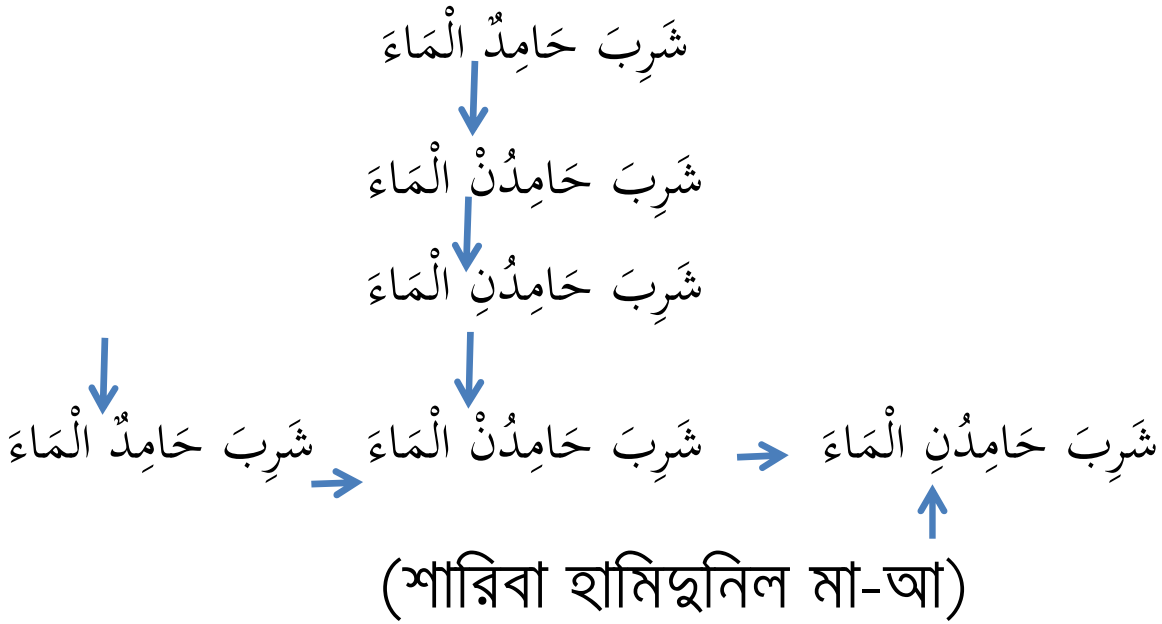 شَرِبَ حَامِدٌ الْمَاءَ
شَرِبَ حَامِدُنْ الْمَاءَ
شَرِبَ حَامِدُنِ الْمَاءَ
شَرِبَ حَامِدٌ الْمَاءَ
شَرِبَ حَامِدُنْ الْمَاءَ
شَرِبَ حَامِدُنِ الْمَاءَ
(শারিবা হামিদুনিল মা-আ)